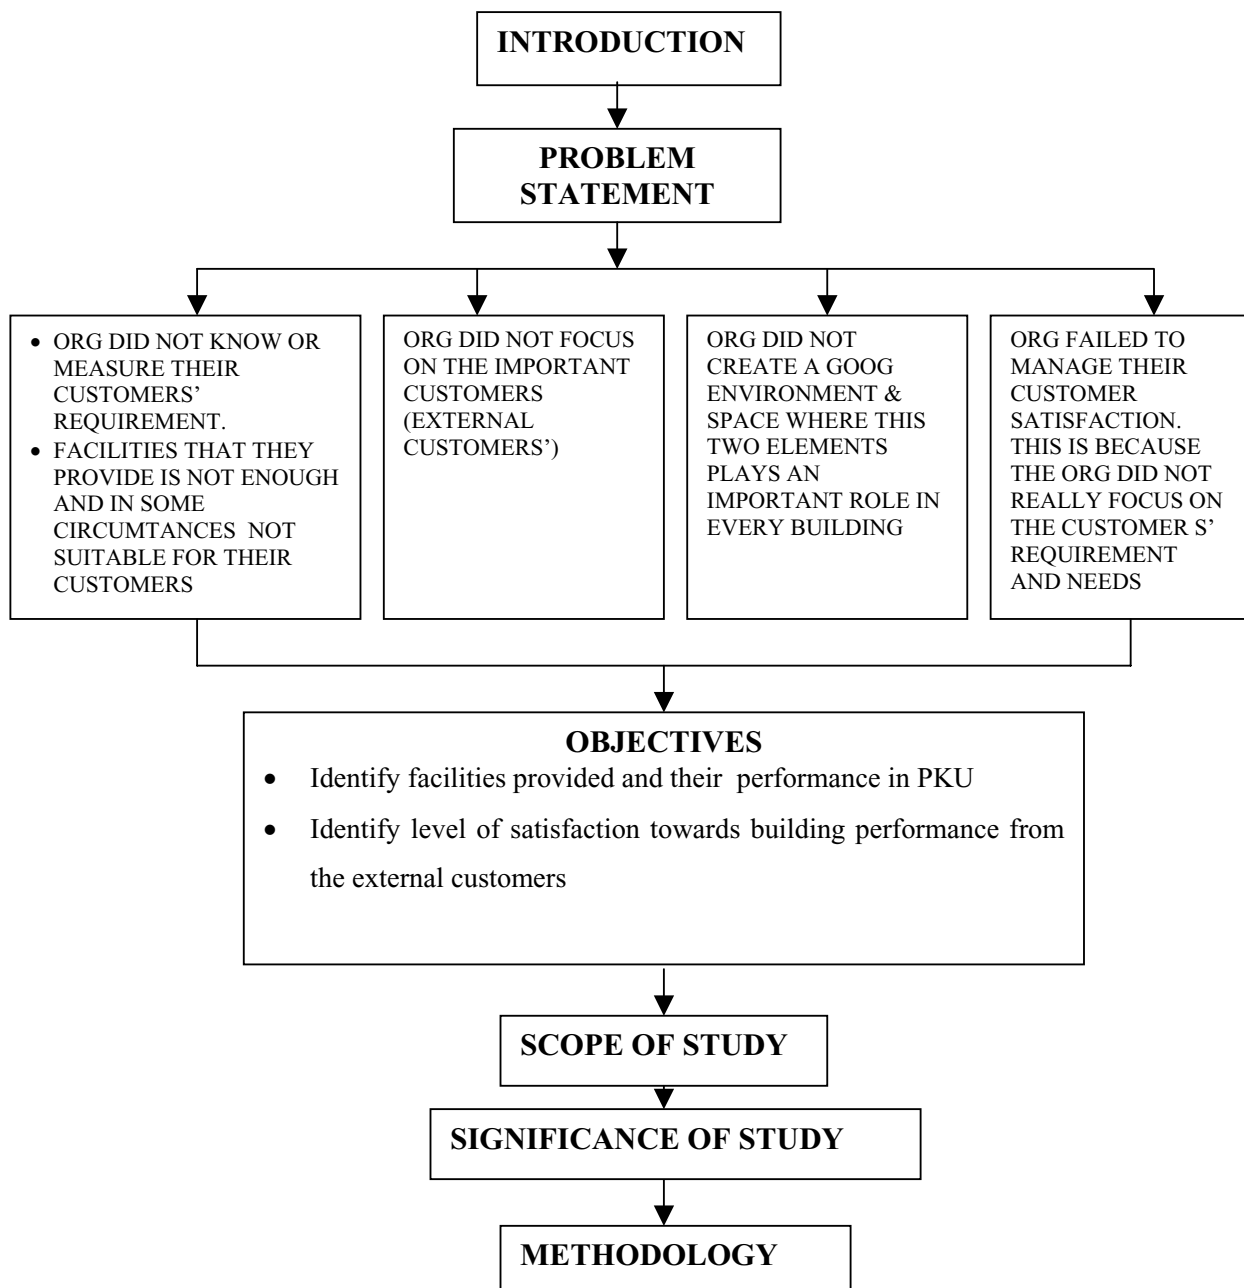 INTRODUCTION
PROBLEM
STATEMENT
• ORG DID NOT KNOW OR
MEASURE THEIR
CUSTOMERS’
REQUIREMENT.
• FACILITIES THAT THEY
PROVIDE IS NOT ENOUGH
AND IN SOME
CIRCUMTANCES NOT
SUITABLE FOR THEIR
CUSTOMERS
ORG DID NOT FOCUS
ON THE IMPORTANT
CUSTOMERS
(EXTERNAL
CUSTOMERS’)
ORG DID NOT
CREATE A GOOG
ENVIRONMENT &
SPACE WHERE THIS
TWO ELEMENTS
PLAYS AN
IMPORTANT ROLE IN
EVERY BUILDING
ORG FAILED TO
MANAGE THEIR
CUSTOMER
SATISFACTION.
THIS IS BECAUSE
THE ORG DID NOT
REALLY FOCUS ON
THE CUSTOMER S’
REQUIREMENT
AND NEEDS
OBJECTIVES
• Identify facilities provided and their performance in PKU
• Identify level of satisfaction towards building performance from
the external customers
SCOPE OF STUDY
SIGNIFICANCE OF STUDY
METHODOLOGY